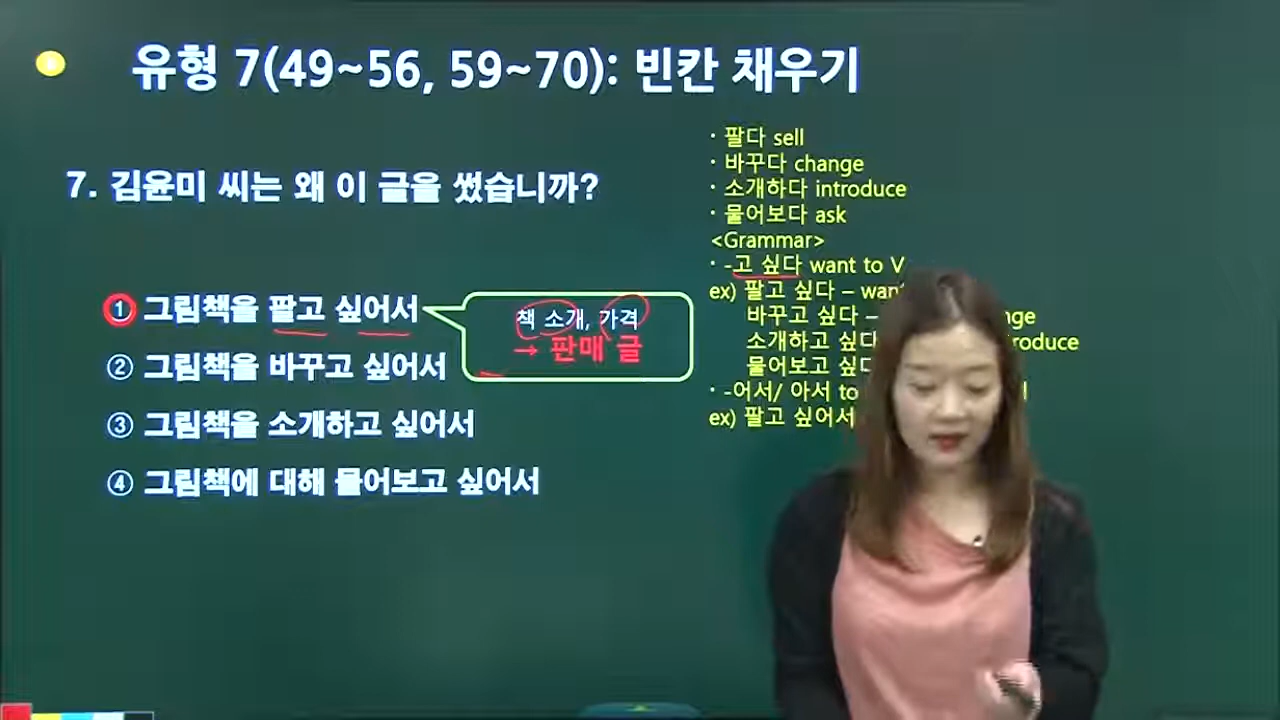 유형 7(49~56, 59~70): 빈칸 채우기
7. 김윤미 씨는 왜 이 글을 썼습니까?
① 그림책을 팔고 싶어서
② 그림책을 바꾸고 싶어서
③ 그림책을 소개하고 싶어서
④ 그림책에 대해 물어보고 싶어서
책 소개, 가격
→ 판매 글
· 팔다 sell
· 바꾸다 change
· 소개하다 introduce
· 물어보다 ask
<Grammar>
· -고 싶다 want to V
ex) 팔고 싶다 –
바꾸고 싶다 –
소개하고 싶다
물어보고 싶다
· -어서/ 아서 to
ex) 팔고 싶어서